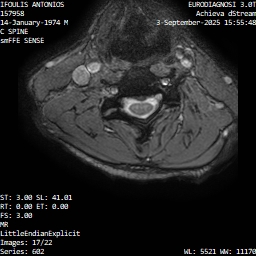 IFOULIS ANTONIOS
157958
14-January-1974 M
C SPINE
smFFE SENSE
EURODIAGNOSI 3.0T
Achieva dStream
3-September-2025 15:55:48
ST: 3.00 SL: 41.01
RT: 0.00 ET: 0.00
FS: 3.00
MR
LittleEndianExplicit
Images: 17/22
Series: 602
WL: 5521 WW: 11170